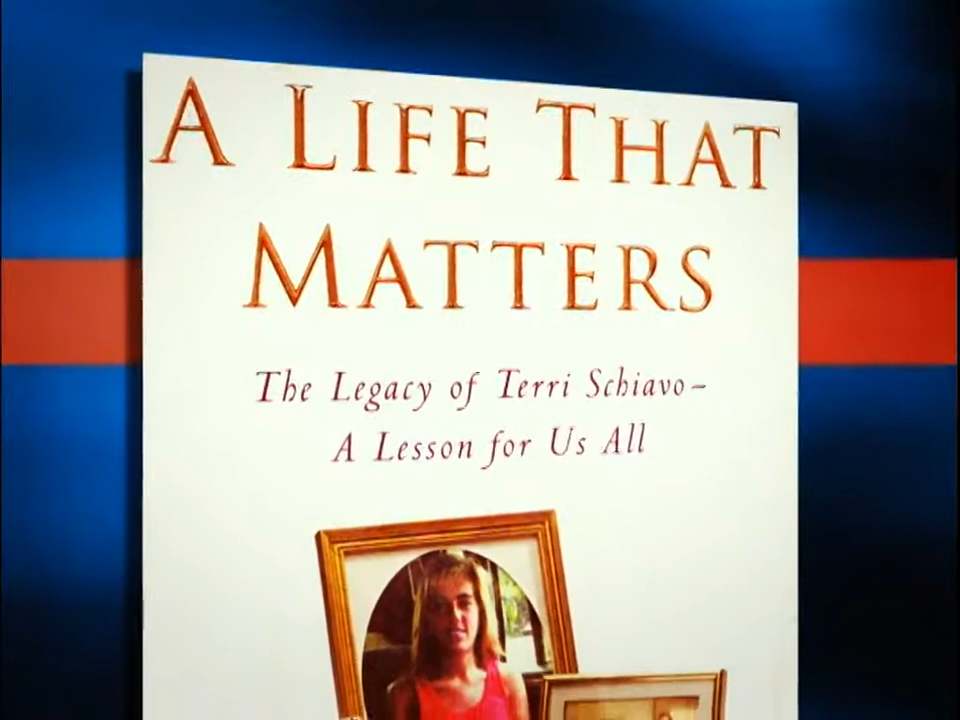 A LIFE THAT
MATTERS
The Legacy of Terri Schiavo–
A Lesson for Us All